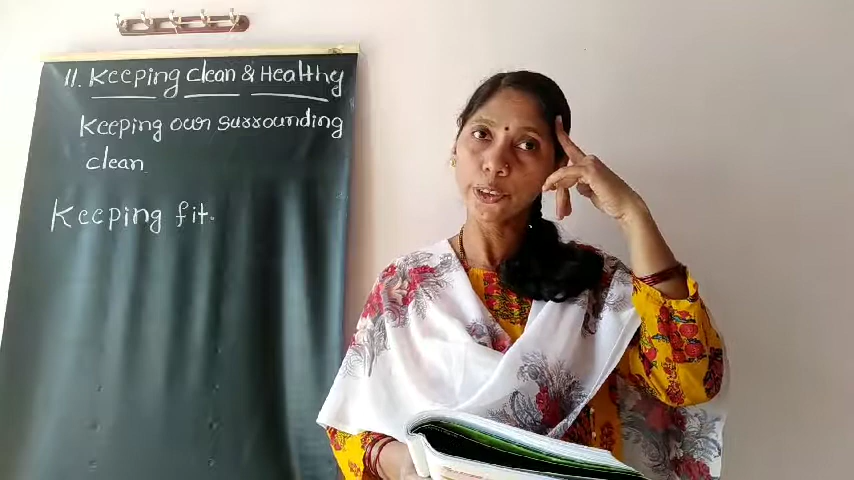 11. Keeping clean & Healthy
Keeping our surrounding
clean.
Keeping fit.